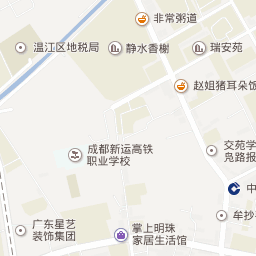 非常粥道
温江区地税局
静水香榭
瑞安苑
赵姐猪耳朵饭
成都新运高铁
职业学校
交苑学
凫路报
中
广东星艺
装饰集团
掌上明珠
家居生活馆
牟抄手